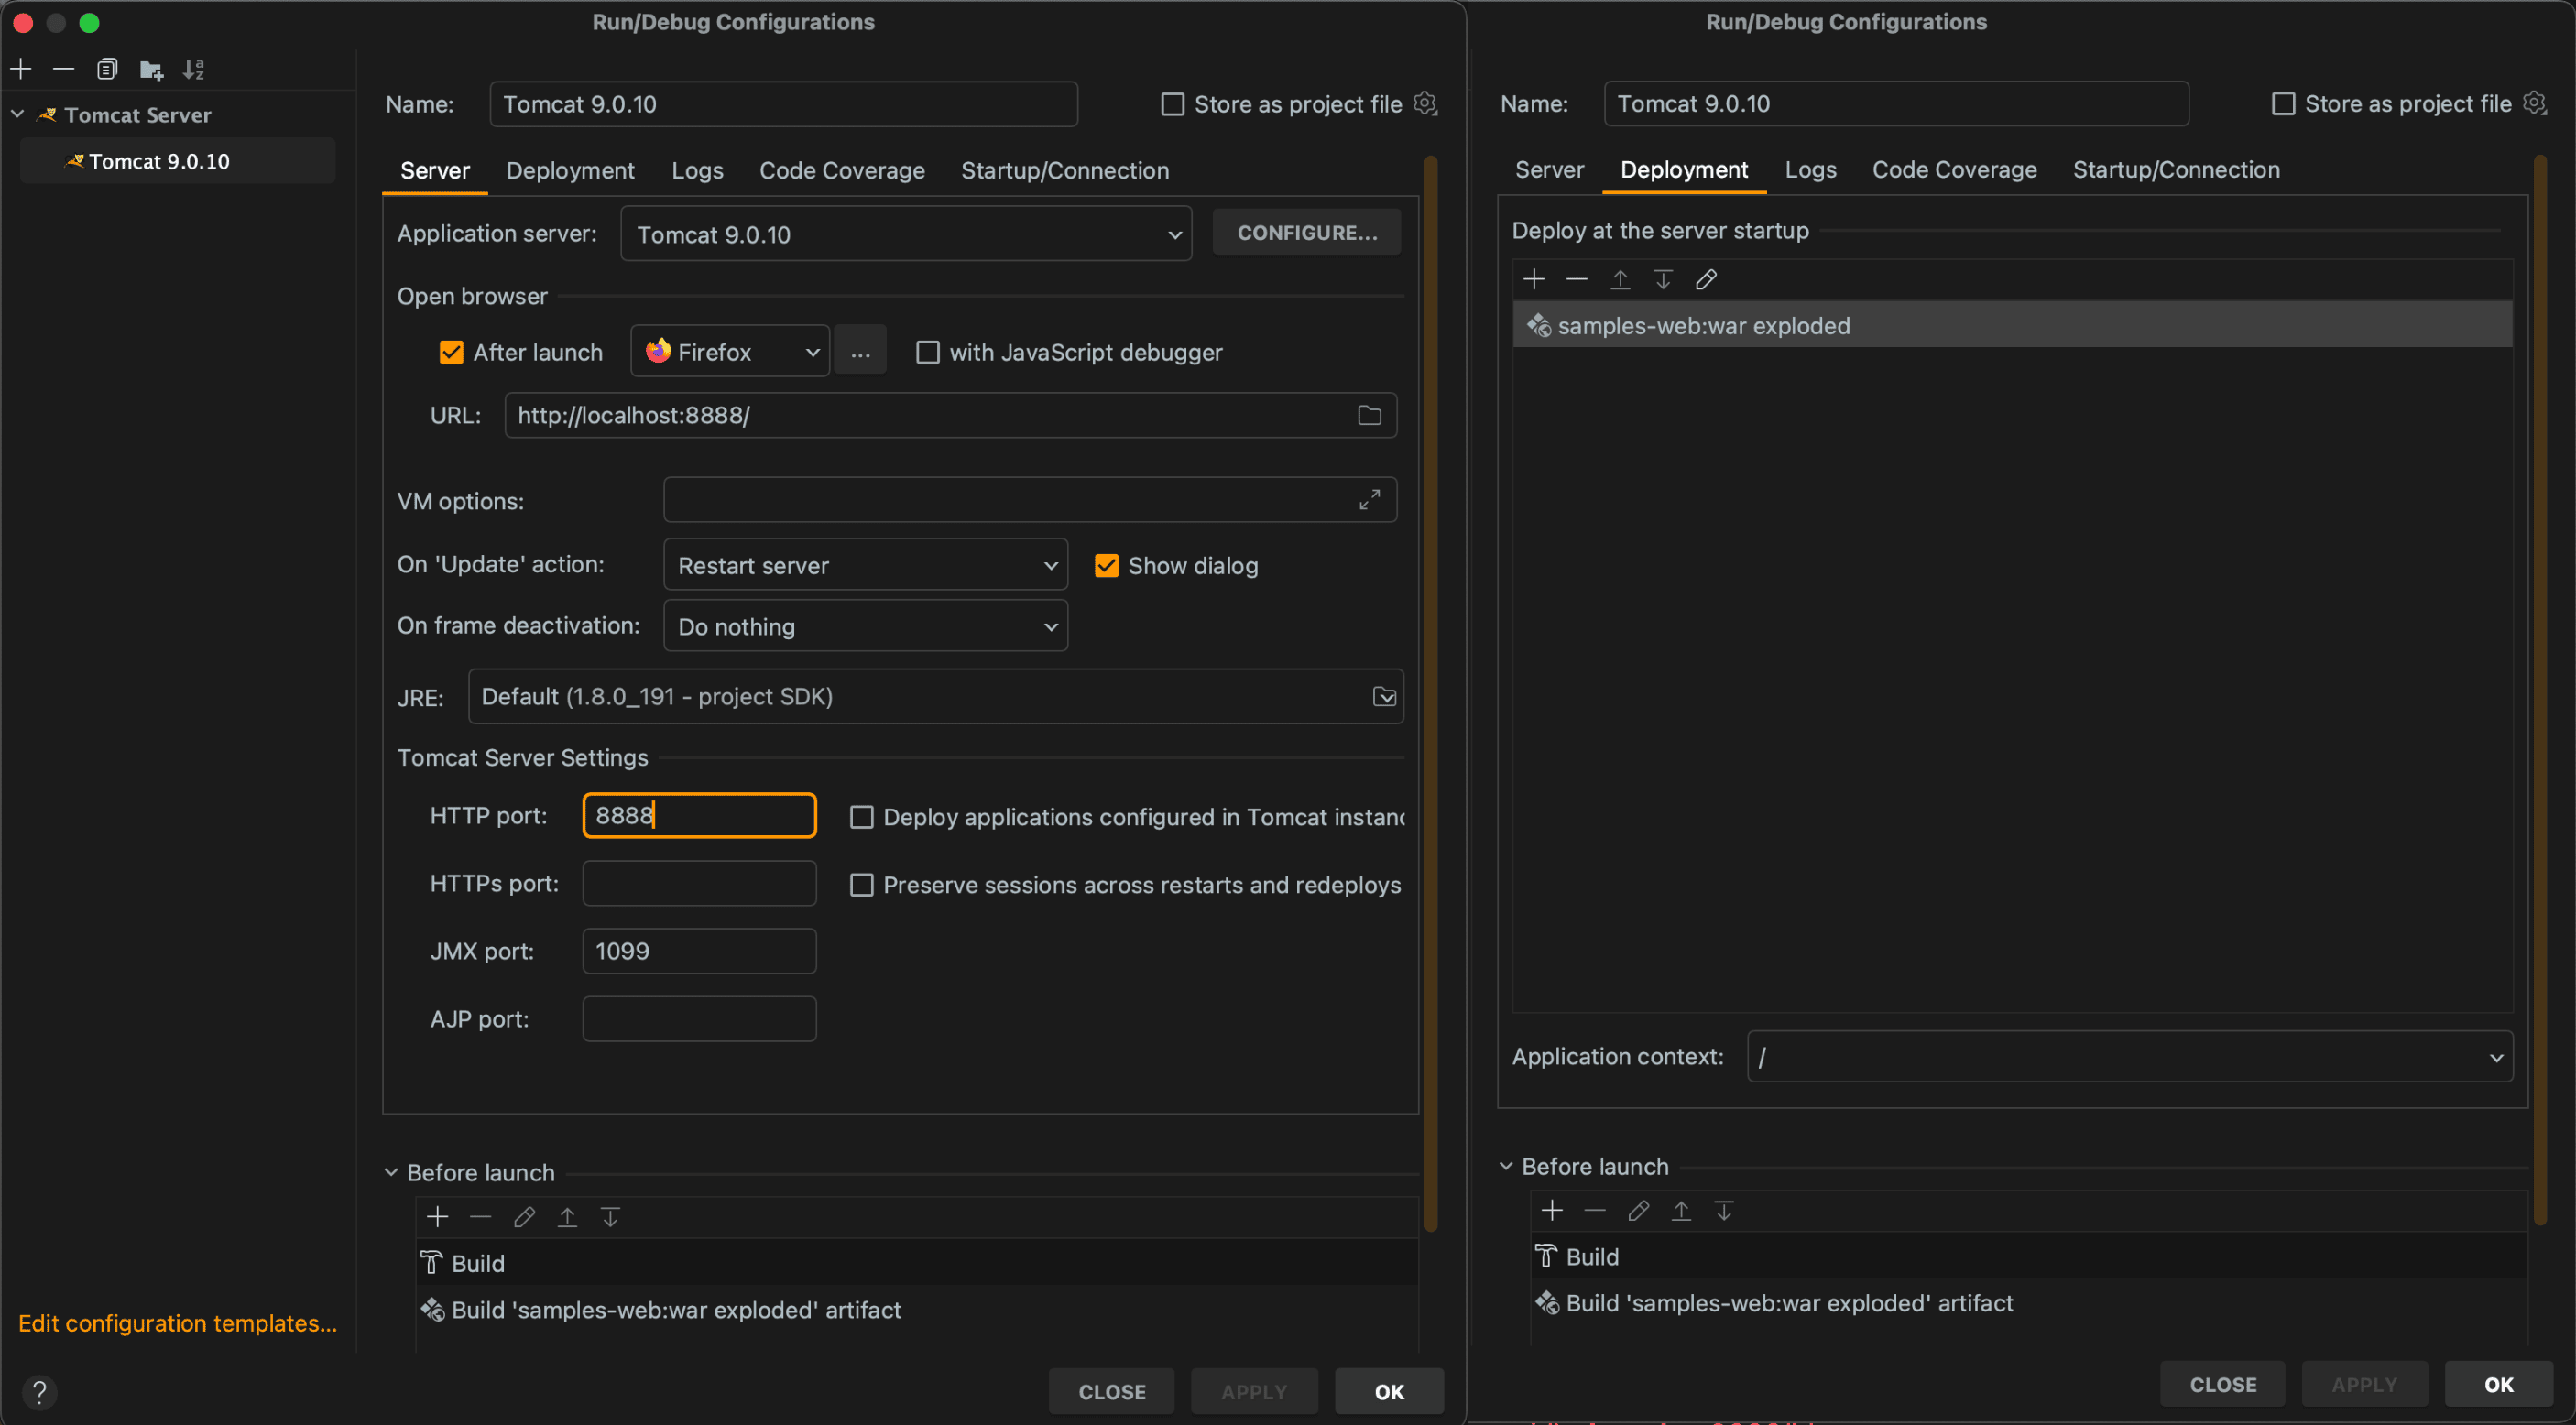 Run/Debug Configurations
Tomcat Server
Tomcat 9.0.10
Edit configuration templates...
?
Name: Tomcat 9.0.10 Store as project file
Server Deployment Logs Code Coverage Startup/Connection
Application server: Tomcat 9.0.10 CONFIGURE...
Open browser
After launch Firefox ... with JavaScript debugger
URL: http://localhost:8888/
VM options:
On 'Update' action: Restart server Show dialog
On frame deactivation: Do nothing
JRE: Default (1.8.0_191 - project SDK)
Tomcat Server Settings
HTTP port: 8888 Deploy applications configured in Tomcat instanc
HTTPs port: Preserve sessions across restarts and redeploys
JMX port: 1099
AJP port:
Before launch
Build
Build 'samples-web:war exploded' artifact
CLOSE APPLY OK
Run/Debug Configurations
Name: Tomcat 9.0.10 Store as project file
Server Deployment Logs Code Coverage Startup/Connection
Deploy at the server startup
samples-web:war exploded
Application context: /
Before launch
Build
Build 'samples-web:war exploded' artifact
CLOSE APPLY OK